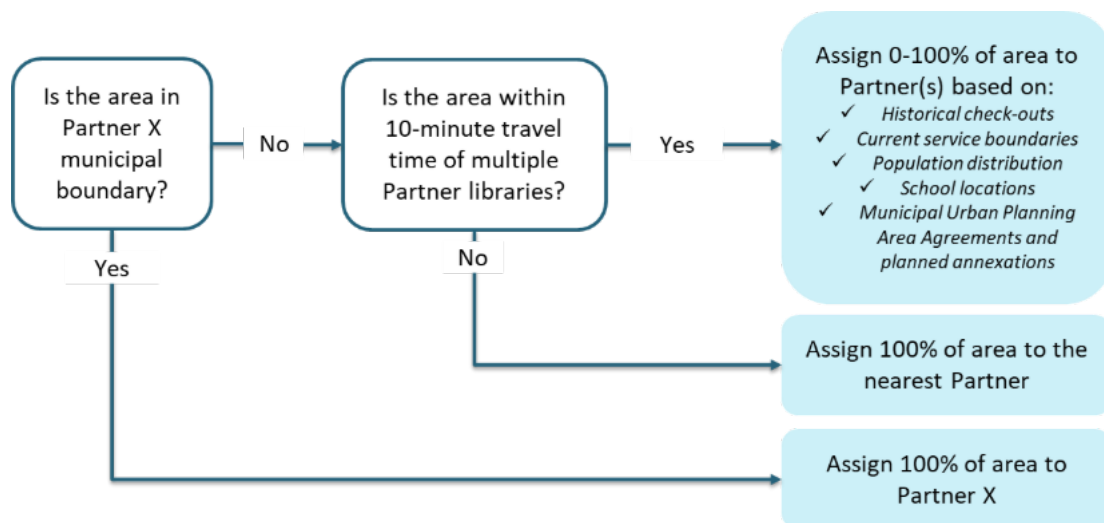 Is the area in
Partner X
municipal
boundary?
No
Yes
Is the area within
10-minute travel
time of multiple
Partner libraries?
Yes
No
Assign 0-100% of area to
Partner(s) based on:
✓ Historical check-outs
✓ Current service boundaries
✓ Population distribution
✓ School locations
✓ Municipal Urban Planning
Area Agreements and
planned annexations
Assign 100% of area to the
nearest Partner
Assign 100% of area to
Partner X